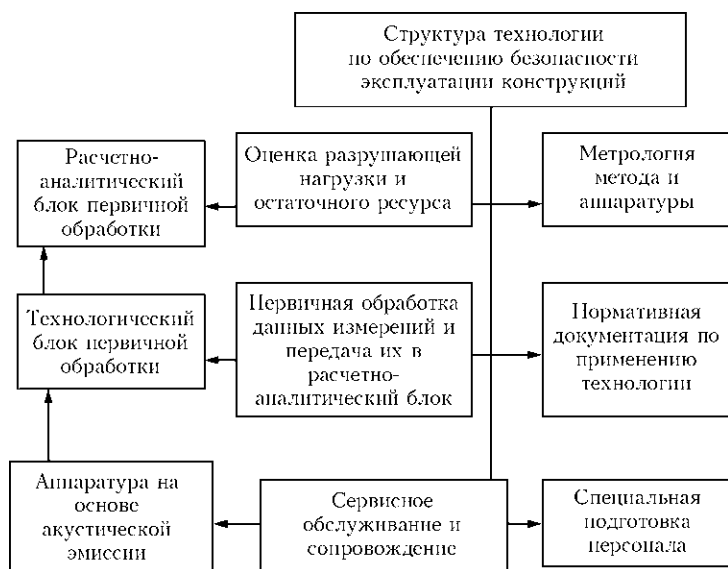 Структура технологии
по обеспечению безопасности
эксплуатации конструкций
Расчетно-
аналитический
блок первичной
обработки
Оценка разрушающей
нагрузки и
остаточного ресурса
Метрология
метода и
аппаратуры
Технологический
блок первичной
обработки
Первичная обработка
данных измерений и
передача их в
расчетно-
аналитический блок
Нормативная
документация по
применению
технологии
Аппаратура на
основе
акустической
эмиссии
Сервисное
обслуживание и
сопровождение
Специальная
подготовка
персонала